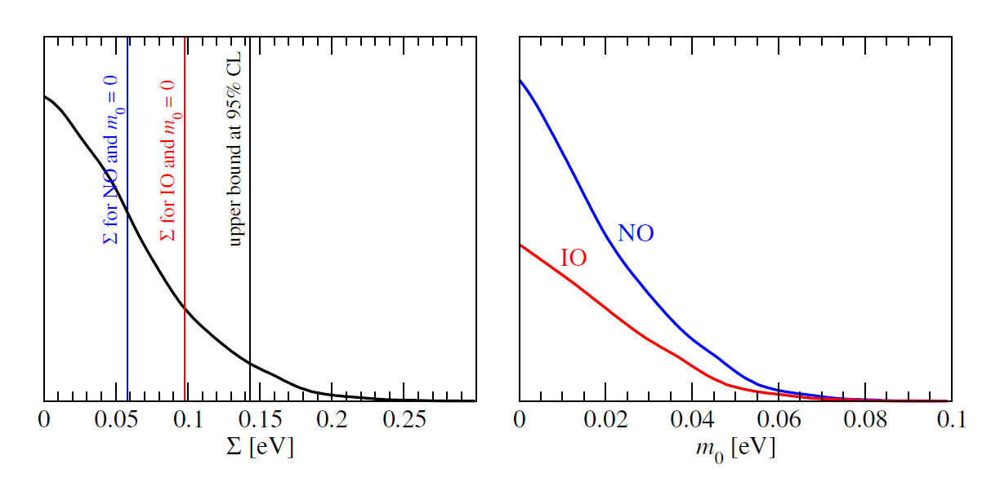 Σ for NO and m₀ = 0
Σ for IO and m₀ = 0
upper bound at 95% CL
0 0.05 0.1 0.15 0.2 0.25
Σ [eV]
NO
IO
0 0.02 0.04 0.06 0.08 0.1
m₀ [eV]